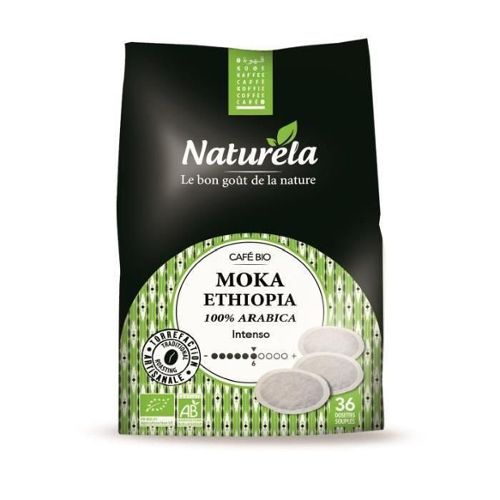 قهوة
KAFFEE
CAFFÈ
KOFFIE
COFFEE
CAFÉ
Naturela
Le bon goût de la nature
CAFÉ BIO
MOKA
ETHIOPIA
100% ARABICA
Intenso
- +
6
TORRÉFACTION
TRADITIONAL
ROASTING
ARTISANALE
AB
36
DOSETTES
SOUPLES